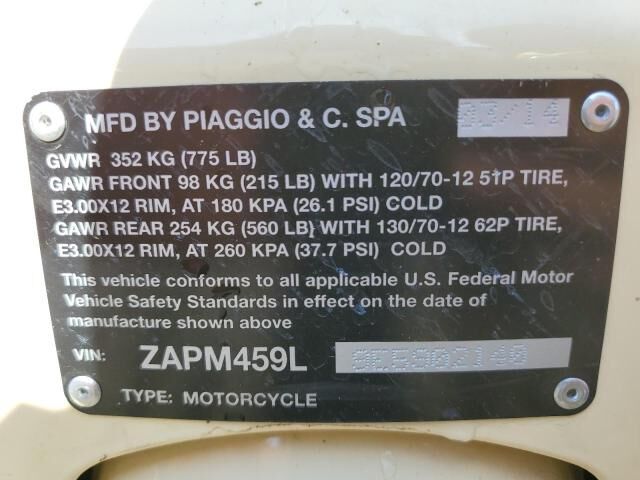 MFD BY PIAGGIO & C. SPA 03/14
GVWR 352 KG (775 LB)
GAWR FRONT 98 KG (215 LB) WITH 120/70-12 51P TIRE,
E3.00X12 RIM, AT 180 KPA (26.1 PSI) COLD
GAWR REAR 254 KG (560 LB) WITH 130/70-12 62P TIRE,
E3.00X12 RIM, AT 260 KPA (37.7 PSI) COLD
This vehicle conforms to all applicable U.S. Federal Motor
Vehicle Safety Standards in effect on the date of
manufacture shown above
VIN: ZAPM459L
TYPE: MOTORCYCLE